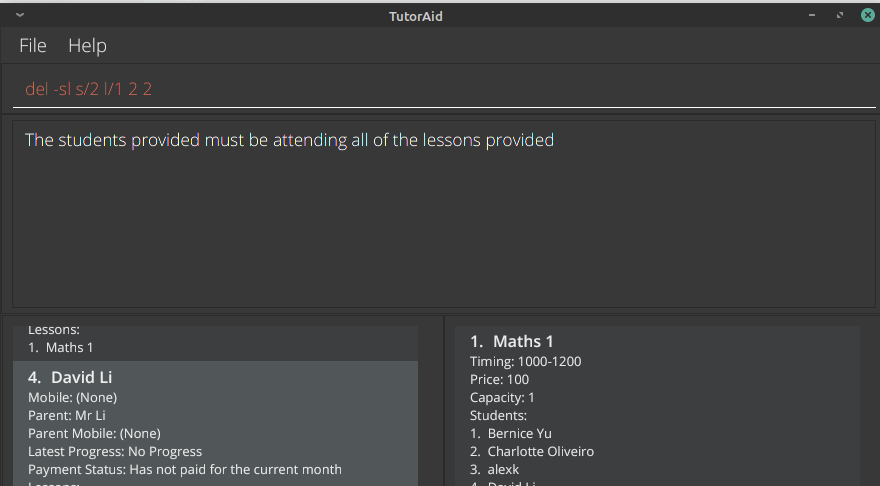 TutorAid
File Help
del -sl s/2 l/1 2 2
The students provided must be attending all of the lessons provided
Lessons:
1. Maths 1
4. David Li
Mobile: (None)
Parent: Mr Li
Parent Mobile: (None)
Latest Progress: No Progress
Payment Status: Has not paid for the current month
Lessons:
1. Maths 1
Timing: 1000-1200
Price: 100
Capacity: 1
Students:
1. Bernice Yu
2. Charlotte Oliveiro
3. alexk
4. David Li